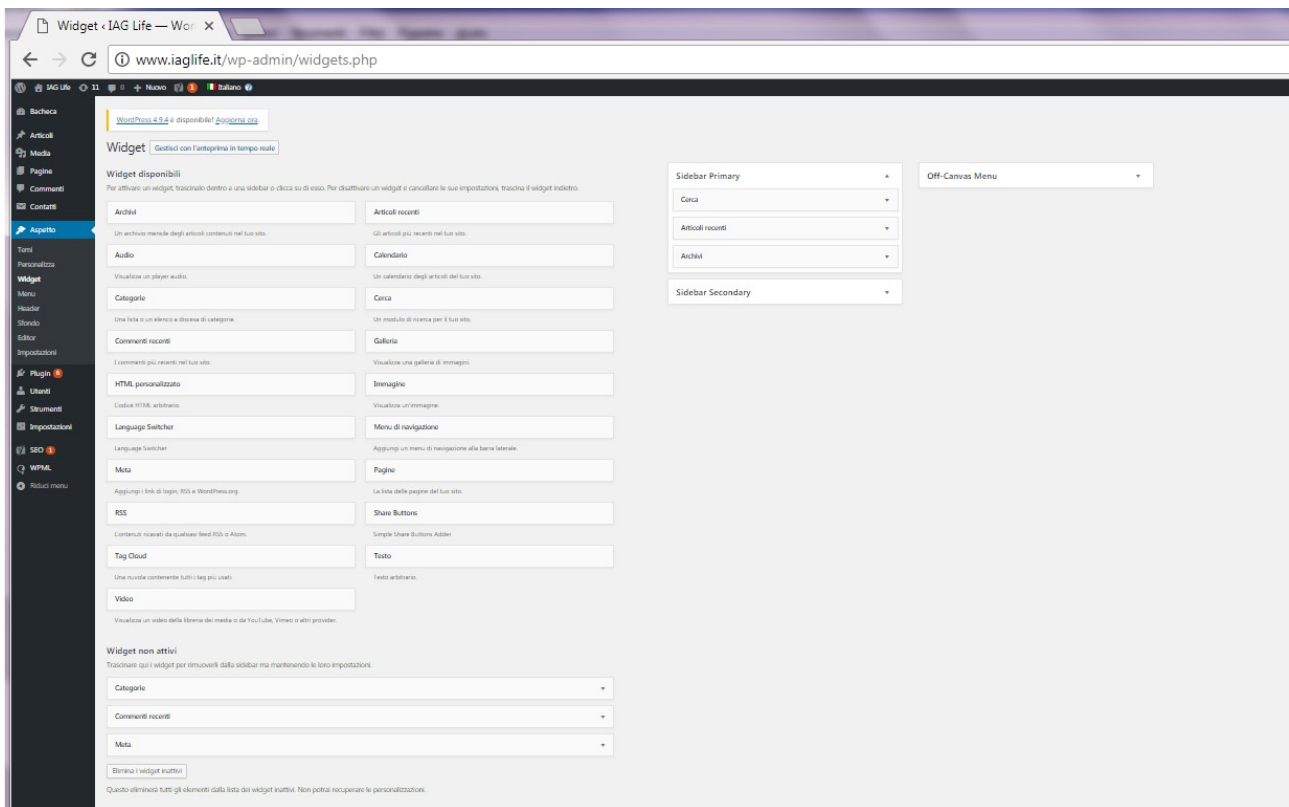 Widget ‹ IAG Life — Wor
www.iaglife.it/wp-admin/widgets.php
IAG Life 11 0 + Nuovo 1 Italiano
Bacheca
Articoli
Media
Pagine
Commenti
Contatti
Aspetto
Temi
Personalizza
Widget
Menu
Header
Sfondo
Editor
Impostazioni
Plugin 6
Utenti
Strumenti
Impostazioni
SEO 1
WPML
Riduci menu
WordPress 4.9.4 è disponibile! Aggiorna ora.
Widget Gestisci con l'anteprima in tempo reale
Widget disponibili
Per attivare un widget, trascinalo dentro a una sidebar o clicca su di esso. Per disattivare un widget e cancellare le sue impostazioni, trascina il widget indietro.
Archivi
Un archivio mensile degli articoli contenuti nel tuo sito.
Articoli recenti
Gli articoli più recenti nel tuo sito.
Audio
Visualizza un player audio.
Calendario
Un calendario degli articoli del tuo sito.
Categorie
Una lista o un elenco a discesa di categorie.
Cerca
Un modulo di ricerca per il tuo sito.
Commenti recenti
I commenti più recenti nel tuo sito.
Galleria
Visualizza una galleria di immagini.
HTML personalizzato
Codice HTML arbitrario.
Immagine
Visualizza un'immagine.
Language Switcher
Language Switcher
Menu di navigazione
Aggiungi un menu di navigazione alla barra laterale.
Meta
Aggiungi i link di login, RSS e WordPress.org.
Pagine
La lista delle pagine del tuo sito.
RSS
Contenuti ricavati da qualsiasi feed RSS o Atom.
Share Buttons
Simple Share Buttons Adder
Tag Cloud
Una nuvola contenente tutti i tag più usati.
Testo
Testo arbitrario.
Video
Visualizza un video della libreria dei media o da YouTube, Vimeo o altri provider.
Widget non attivi
Trascinare qui i widget per rimuoverli dalla sidebar ma mantenendo le loro impostazioni.
Categorie
Commenti recenti
Meta
Elimina i widget inattivi
Questo eliminerà tutti gli elementi dalla lista dei widget inattivi. Non potrai recuperare le personalizzazioni.
Sidebar Primary
Cerca
Articoli recenti
Archivi
Sidebar Secondary
Off-Canvas Menu